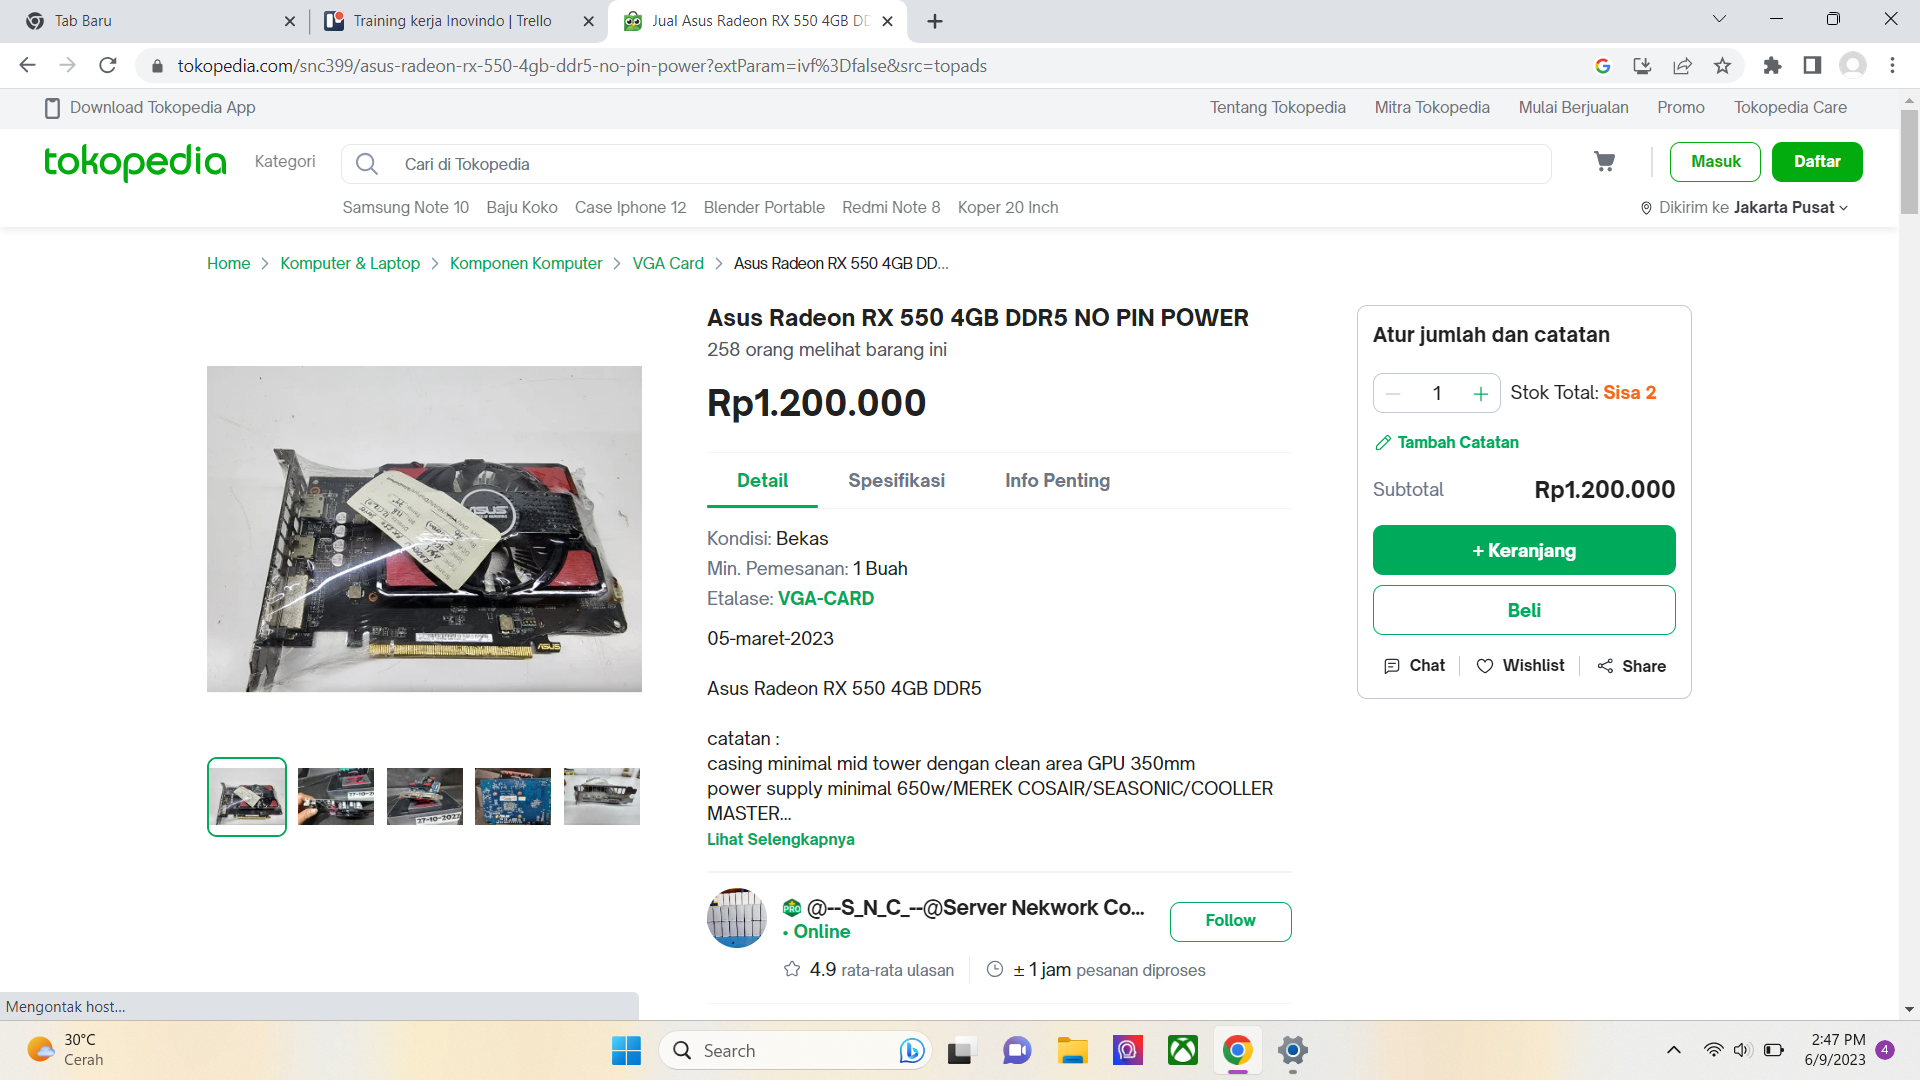 Tab Baru
Training kerja Inovindo | Trello
Jual Asus Radeon RX 550 4GB DD
tokopedia.com/snc399/asus-radeon-rx-550-4gb-ddr5-no-pin-power?extParam=ivf%3Dfalse&src=topads
Download Tokopedia App
Tentang Tokopedia
Mitra Tokopedia
Mulai Berjualan
Promo
Tokopedia Care
tokopedia
Kategori
Cari di Tokopedia
Masuk
Daftar
Samsung Note 10
Baju Koko
Case Iphone 12
Blender Portable
Redmi Note 8
Koper 20 Inch
Dikirim ke Jakarta Pusat
Home
Komputer & Laptop
Komponen Komputer
VGA Card
Asus Radeon RX 550 4GB DD...
Asus Radeon RX 550 4GB DDR5 NO PIN POWER
258 orang melihat barang ini
Rp1.200.000
Detail
Spesifikasi
Info Penting
Kondisi: Bekas
Min. Pemesanan: 1 Buah
Etalase: VGA-CARD
05-maret-2023
Asus Radeon RX 550 4GB DDR5
catatan :
casing minimal mid tower dengan clean area GPU 350mm
power supply minimal 650w/MEREK COSAIR/SEASONIC/COOLLER
MASTER...
Lihat Selengkapnya
PRO @--S_N_C_--@Server Nekwork Co...
• Online
Follow
4.9 rata-rata ulasan
± 1 jam pesanan diproses
Atur jumlah dan catatan
1
Stok Total: Sisa 2
Tambah Catatan
Subtotal
Rp1.200.000
+ Keranjang
Beli
Chat
Wishlist
Share
ASUS
ASUS
27-10-2022
Mengontak host...
30°C
Cerah
Search
2:47 PM
6/9/2023
4